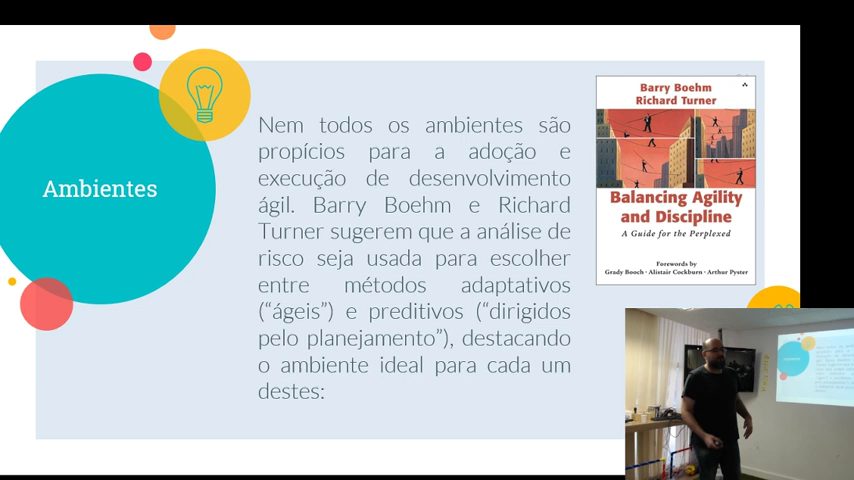 Ambientes
Nem todos os ambientes são
propícios para a adoção e
execução de desenvolvimento
ágil. Barry Boehm e Richard
Turner sugerem que a análise de
risco seja usada para escolher
entre métodos adaptativos
(“ágeis”) e preditivos (“dirigidos
pelo planejamento”), destacando
o ambiente ideal para cada um
destes:
Barry Boehm
Richard Turner
Balancing Agility
and Discipline
A Guide for the Perplexed
Forewords by
Grady Booch · Alistair Cockburn · Arthur Pyster